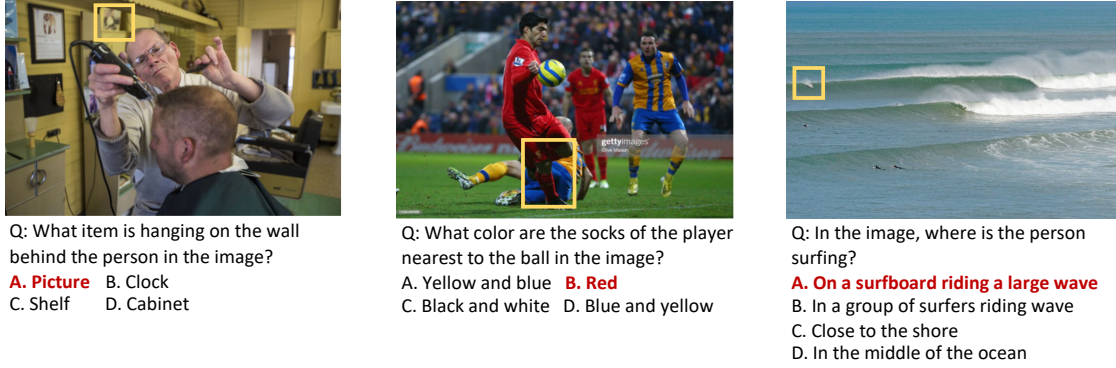 gettyimages
Q: What item is hanging on the wall
behind the person in the image?
A. Picture B. Clock
C. Shelf D. Cabinet
Q: What color are the socks of the player
nearest to the ball in the image?
A. Yellow and blue B. Red
C. Black and white D. Blue and yellow
Q: In the image, where is the person
surfing?
A. On a surfboard riding a large wave
B. In a group of surfers riding wave
C. Close to the shore
D. In the middle of the ocean